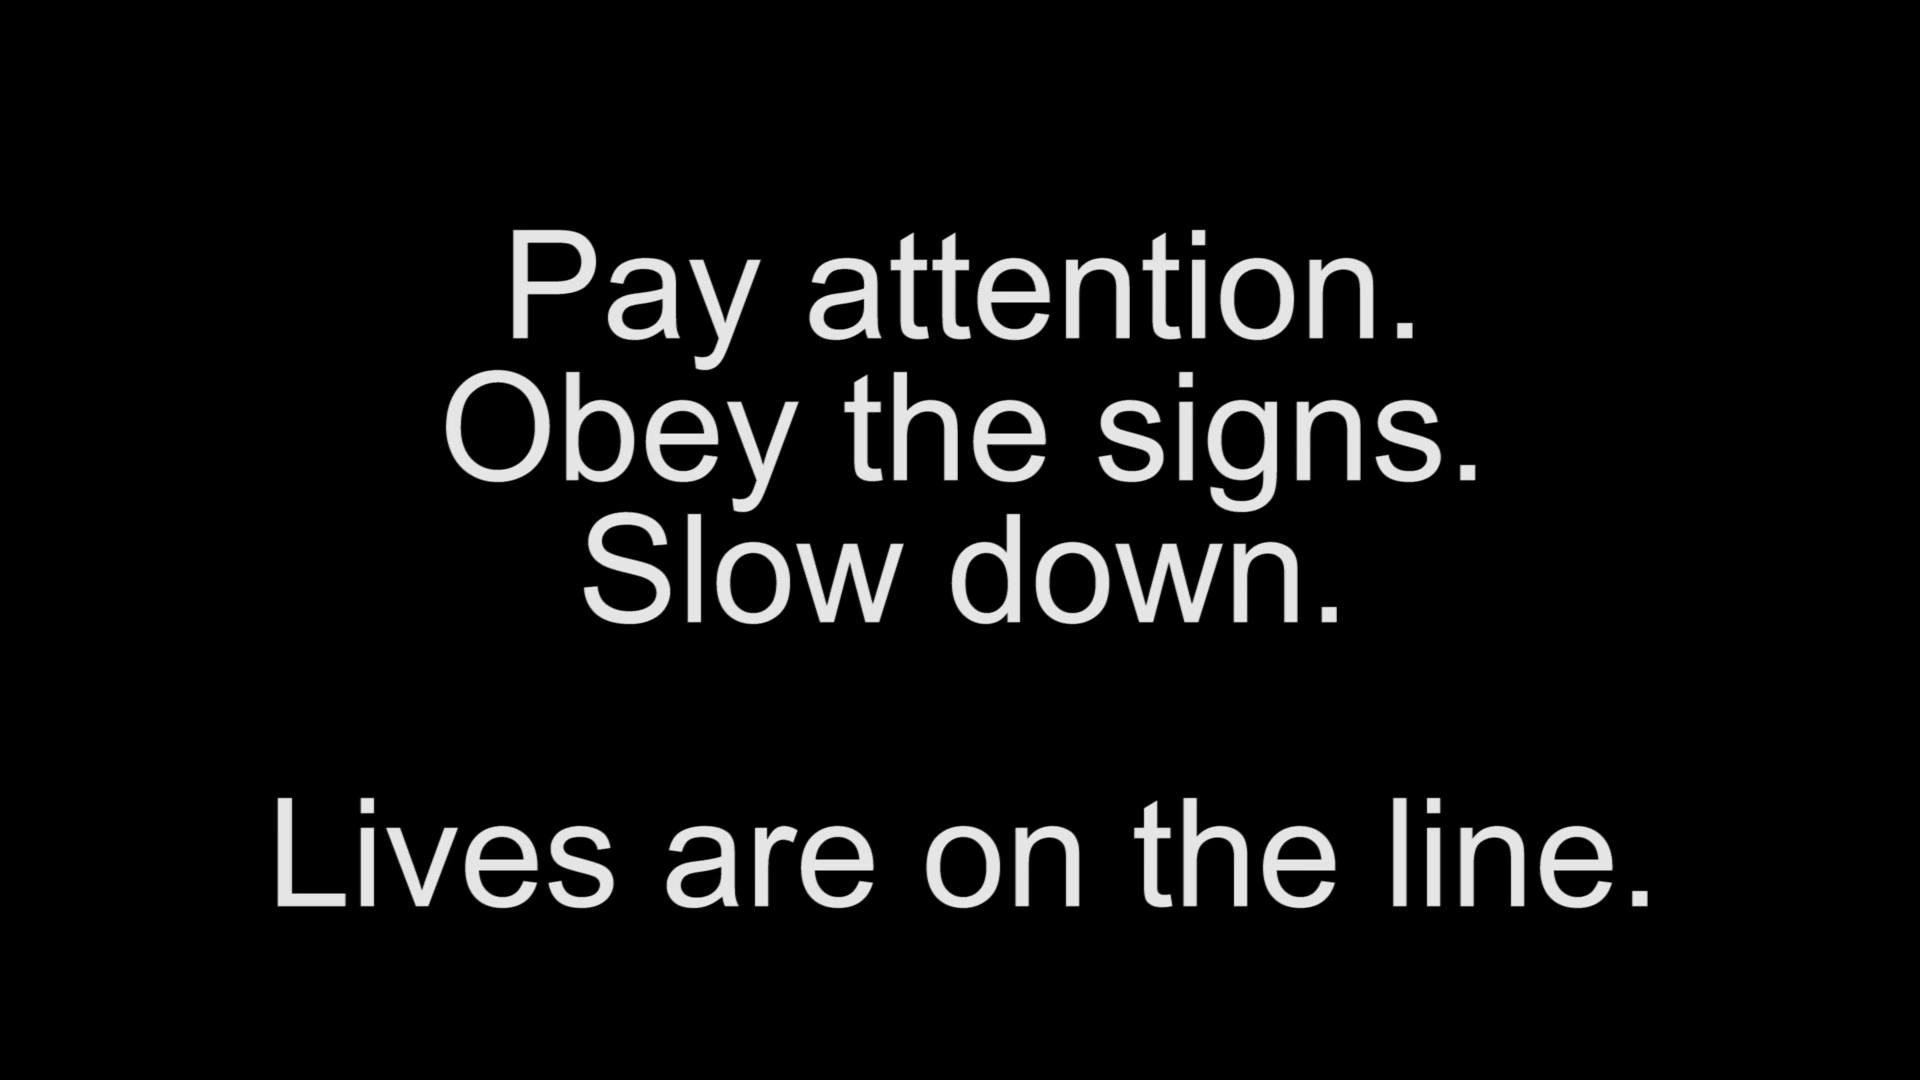 Pay attention.
Obey the signs.
Slow down.
Lives are on the line.